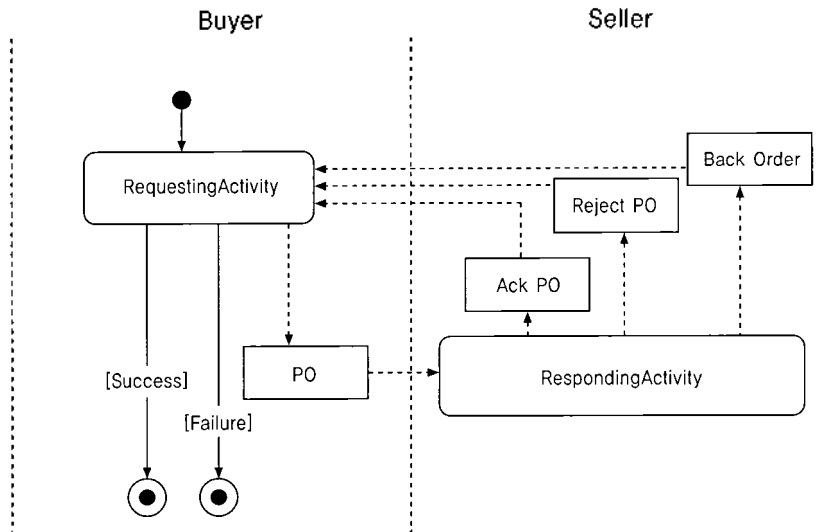 Buyer
Seller
Back Order
RequestingActivity
Reject PO
Ack PO
PO
RespondingActivity
[Success]
[Failure]